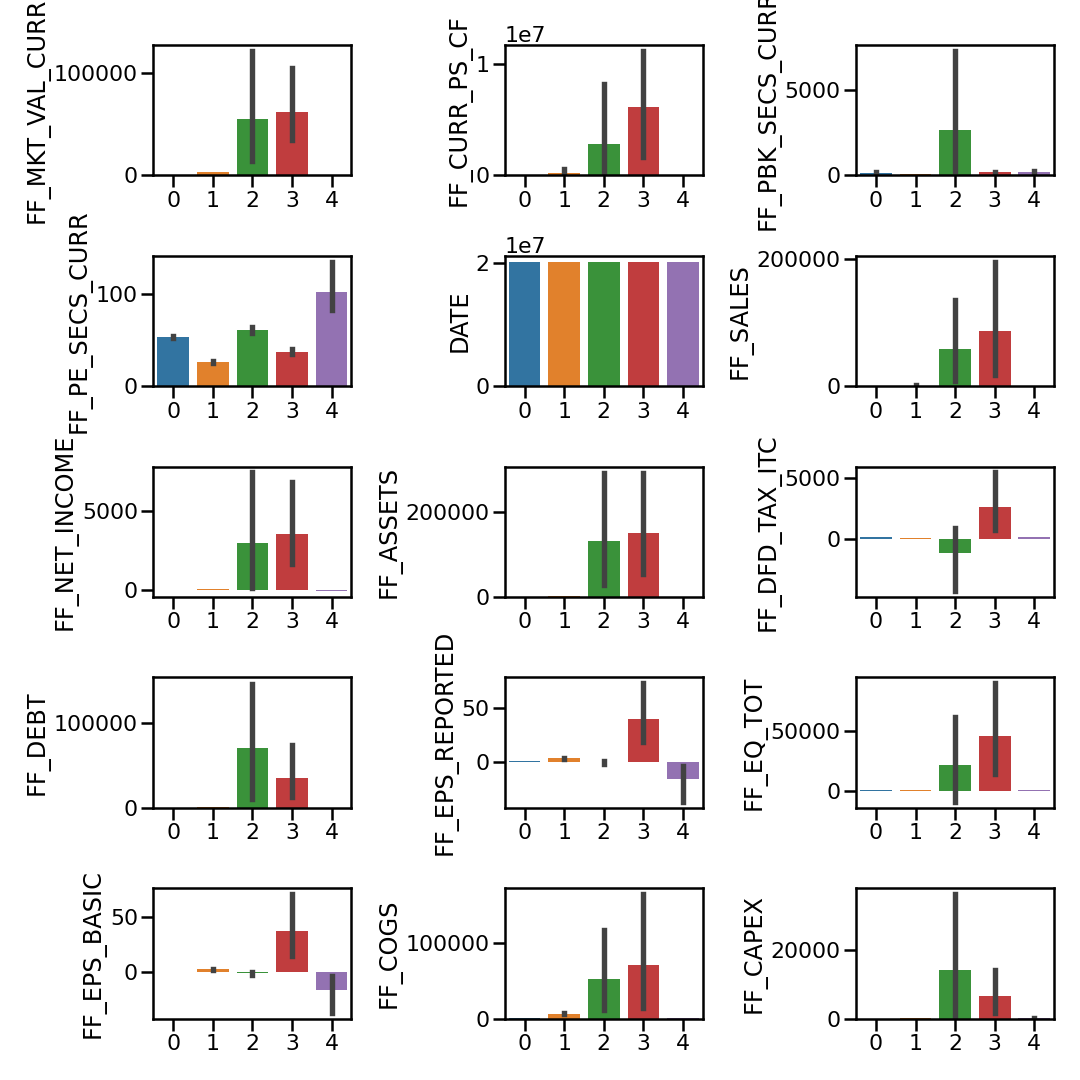 FF_MKT_VAL_CURR
100000
0
0 1 2 3 4
FF_CURR_PS_CF
1e7
1
0
0 1 2 3 4
FF_PBK_SECS_CURR
5000
0
0 1 2 3 4
FF_PE_SECS_CURR
100
0
0 1 2 3 4
DATE
1e7
2
0
0 1 2 3 4
FF_SALES
200000
0
0 1 2 3 4
FF_NET_INCOME
5000
0
0 1 2 3 4
FF_ASSETS
200000
0
0 1 2 3 4
FF_DFD_TAX_ITC
5000
0
0 1 2 3 4
FF_DEBT
100000
0
0 1 2 3 4
FF_EPS_REPORTED
50
0
0 1 2 3 4
FF_EQ_TOT
50000
0
0 1 2 3 4
FF_EPS_BASIC
50
0
0 1 2 3 4
FF_COGS
100000
0
0 1 2 3 4
FF_CAPEX
20000
0
0 1 2 3 4